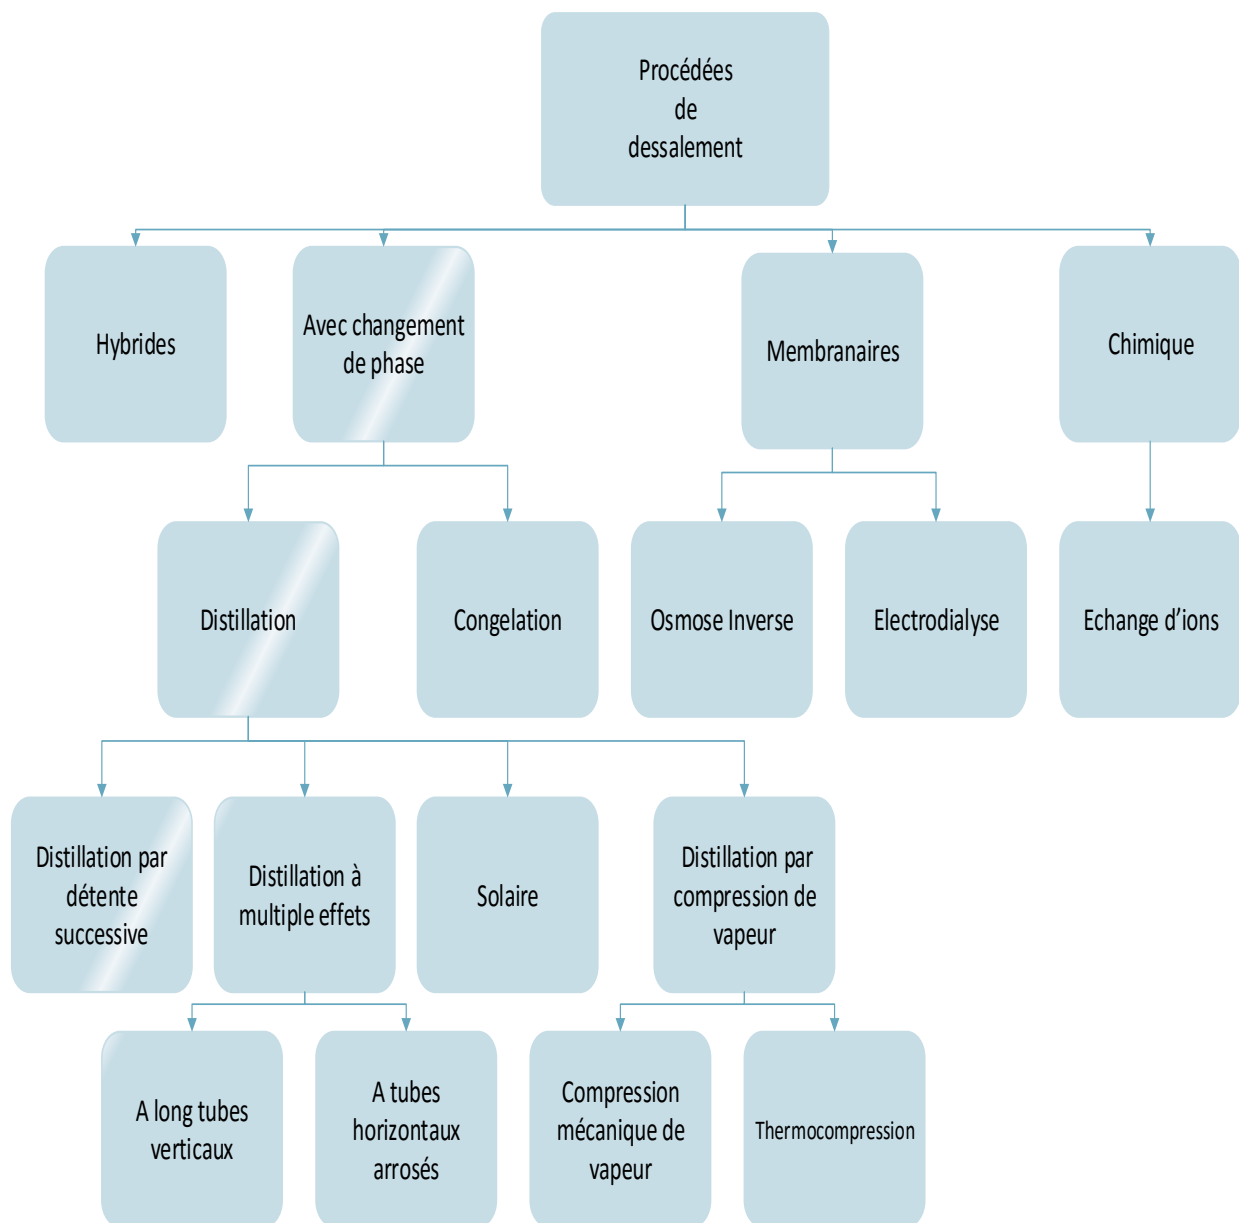 Procédées
de
dessalement
Hybrides
Avec changement
de phase
Membranaires
Chimique
Distillation
Congelation
Osmose Inverse
Electrodialyse
Echange d’ions
Distillation par
détente
successive
Distillation à
multiple effets
Solaire
Distillation par
compression de
vapeur
A long tubes
verticaux
A tubes
horizontaux
arrosés
Compression
mécanique de
vapeur
Thermocompression